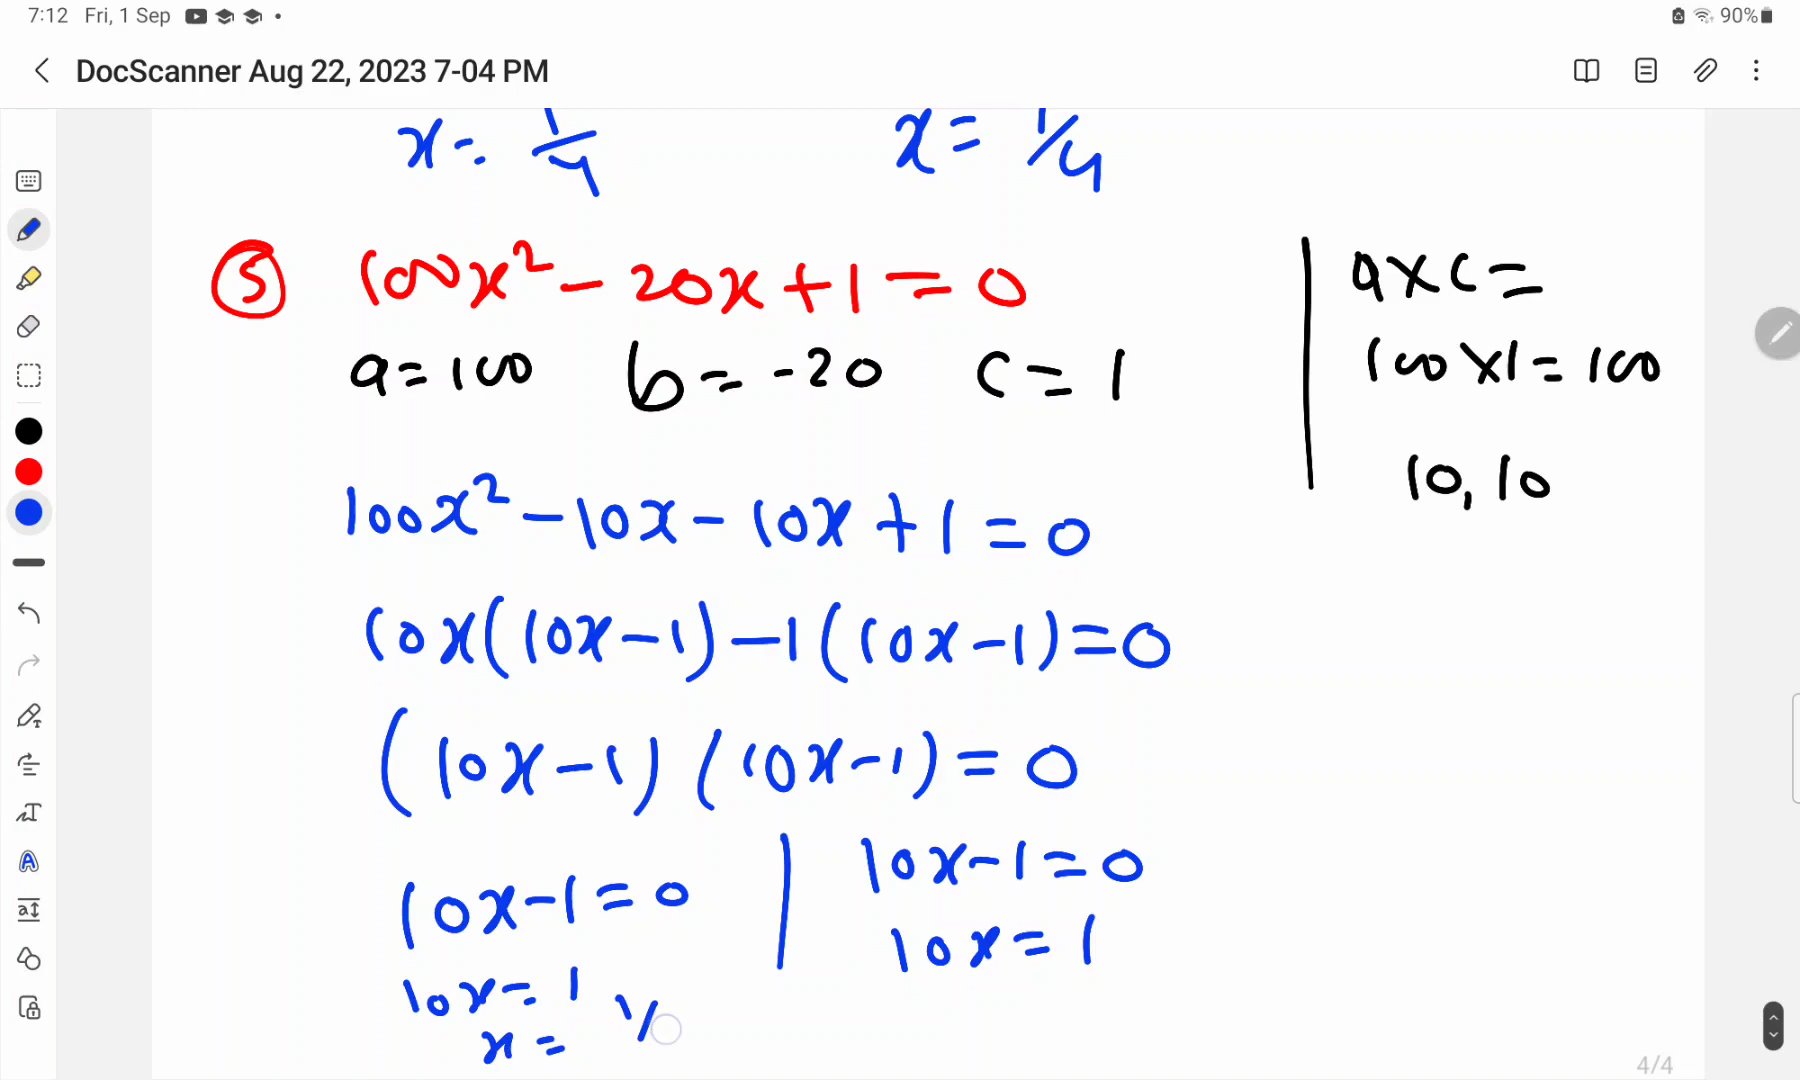 7:12 Fri, 1 Sep
90%
DocScanner Aug 22, 2023 7-04 PM
x = 1/4 x = 1/4
⑤ 100x² - 20x + 1 = 0
a = 100 b = -20 c = 1
a x c =
100 x 1 = 100
10, 10
100x² - 10x - 10x + 1 = 0
10x(10x - 1) - 1(10x - 1) = 0
(10x - 1) (10x - 1) = 0
10x - 1 = 0
10x = 1
x = 1/
10x - 1 = 0
10x = 1
4/4